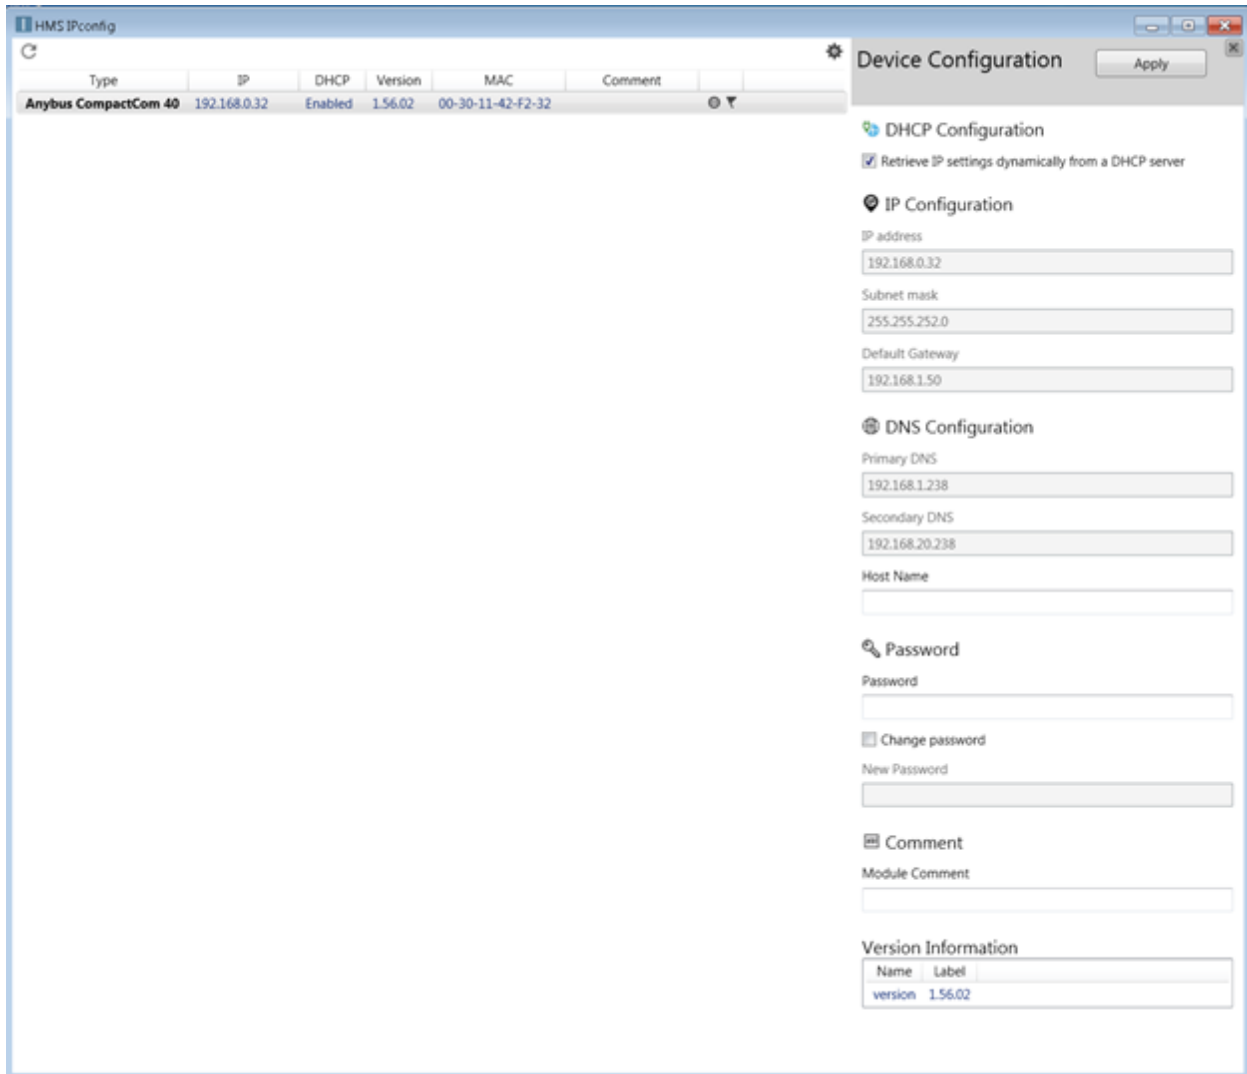 HMS IPconfig
Device Configuration
Apply
Type IP DHCP Version MAC Comment
Anybus CompactCom 40 192.168.0.32 Enabled 1.56.02 00-30-11-42-F2-32
DHCP Configuration
Retrieve IP settings dynamically from a DHCP server
IP Configuration
IP address
192.168.0.32
Subnet mask
255.255.252.0
Default Gateway
192.168.1.50
DNS Configuration
Primary DNS
192.168.1.238
Secondary DNS
192.168.20.238
Host Name
Password
Password
Change password
New Password
Comment
Module Comment
Version Information
Name Label
version 1.56.02